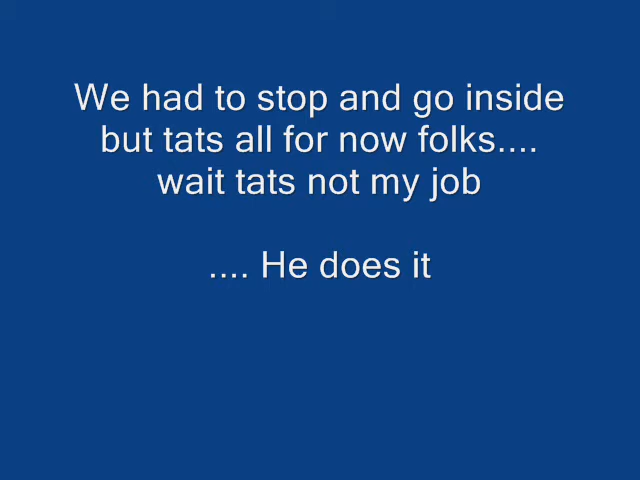 We had to stop and go inside
but tats all for now folks....
wait tats not my job
.... He does it